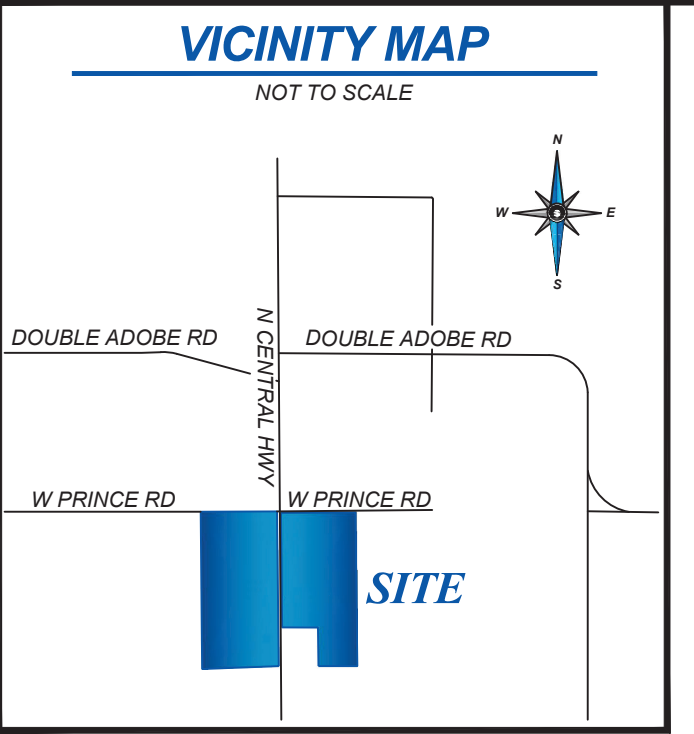 VICINITY MAP
NOT TO SCALE
N
W
E
S
S
N CENTRAL HWY
DOUBLE ADOBE RD
DOUBLE ADOBE RD
W PRINCE RD
W PRINCE RD
SITE